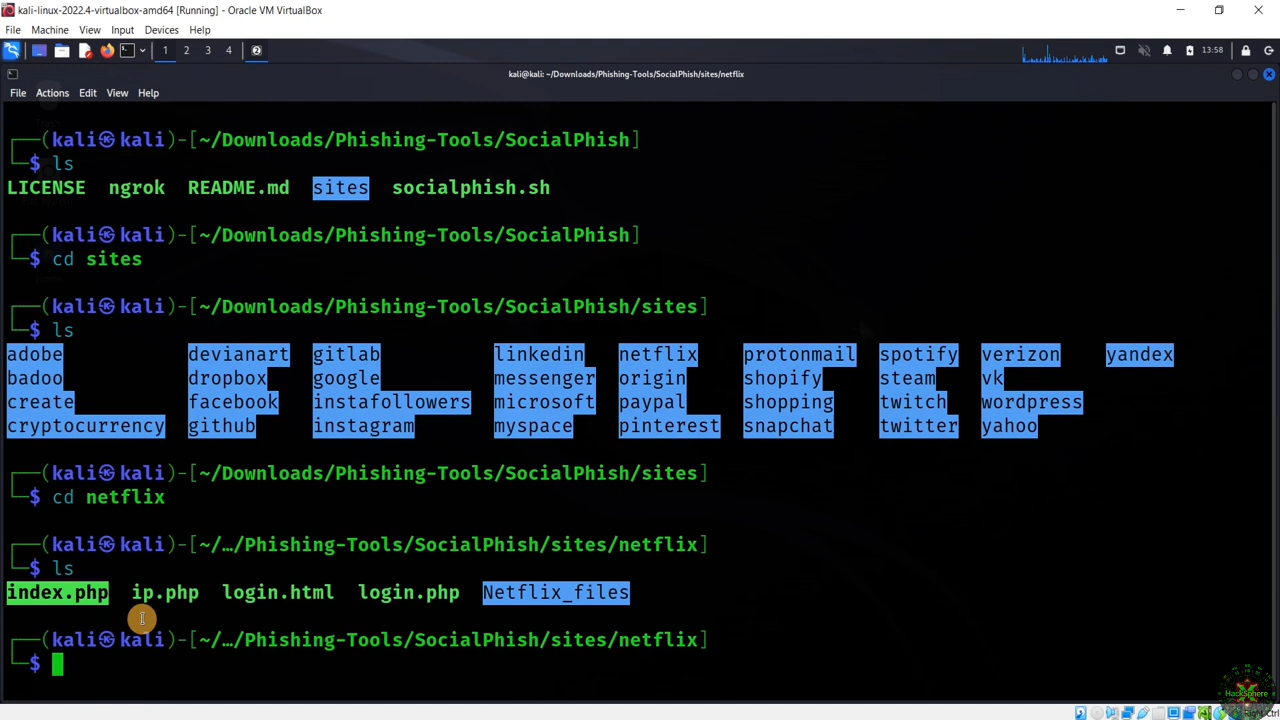 kali-linux-2022.4-virtualbox-amd64 [Running] - Oracle VM VirtualBox
File Machine View Input Devices Help
1 2 3 4 13:58
kali@kali: ~/Downloads/Phishing-Tools/SocialPhish/sites/netflix
File Actions Edit View Help
(kali㉿kali)-[~/Downloads/Phishing-Tools/SocialPhish]
$ ls
LICENSE ngrok README.md sites socialphish.sh
(kali㉿kali)-[~/Downloads/Phishing-Tools/SocialPhish]
$ cd sites
(kali㉿kali)-[~/Downloads/Phishing-Tools/SocialPhish/sites]
$ ls
adobe devianart gitlab linkedin netflix protonmail spotify verizon yandex
badoo dropbox google messenger origin shopify steam vk
create facebook instafollowers microsoft paypal shopping twitch wordpress
cryptocurrency github instagram myspace pinterest snapchat twitter yahoo
(kali㉿kali)-[~/Downloads/Phishing-Tools/SocialPhish/sites]
$ cd netflix
(kali㉿kali)-[~/…/Phishing-Tools/SocialPhish/sites/netflix]
$ ls
index.php ip.php login.html login.php Netflix_files
(kali㉿kali)-[~/…/Phishing-Tools/SocialPhish/sites/netflix]
$
HackSphere
Ctrl